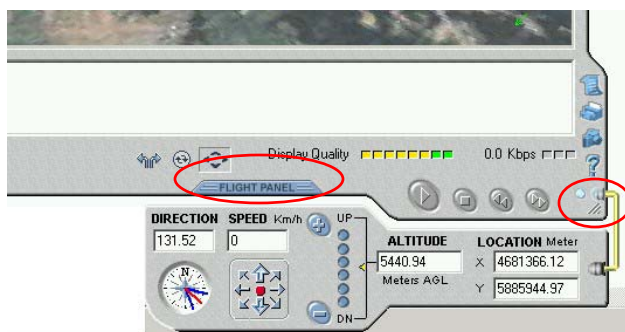 Display Quality 0.0 Kbps
FLIGHT PANEL
DIRECTION SPEED Km/h UP
131.52 0
N
ALTITUDE LOCATION Meter
5440.94 X 4681366.12
Meters AGL Y 5885944.97
DN
?